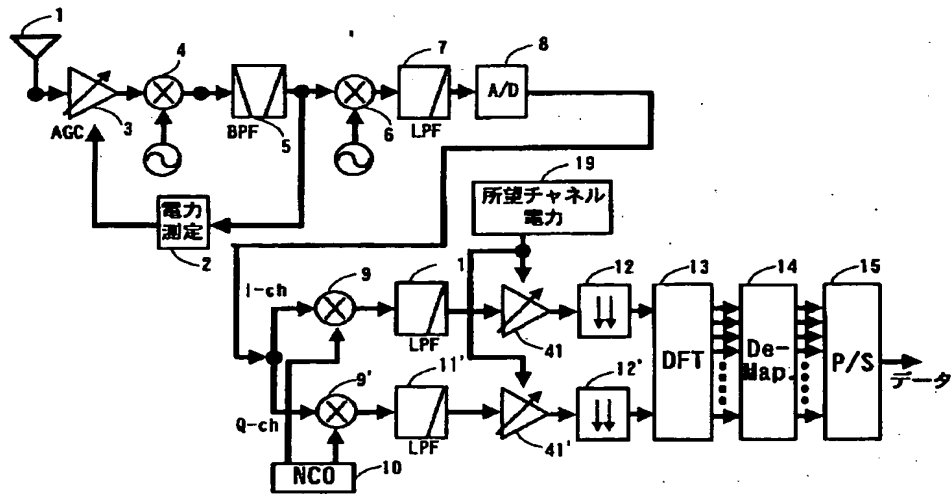 1
4
7
8
A/D
AGC
3
BPF
5
6
LPF
19
所望チャネル
電力
電力
測定
2
I-ch
9
1
12
13
14
15
LPF
41
DFT
De-
Map.
P/S
データ
9'
11'
12'
Q-ch
LPF
41'
NCO
10